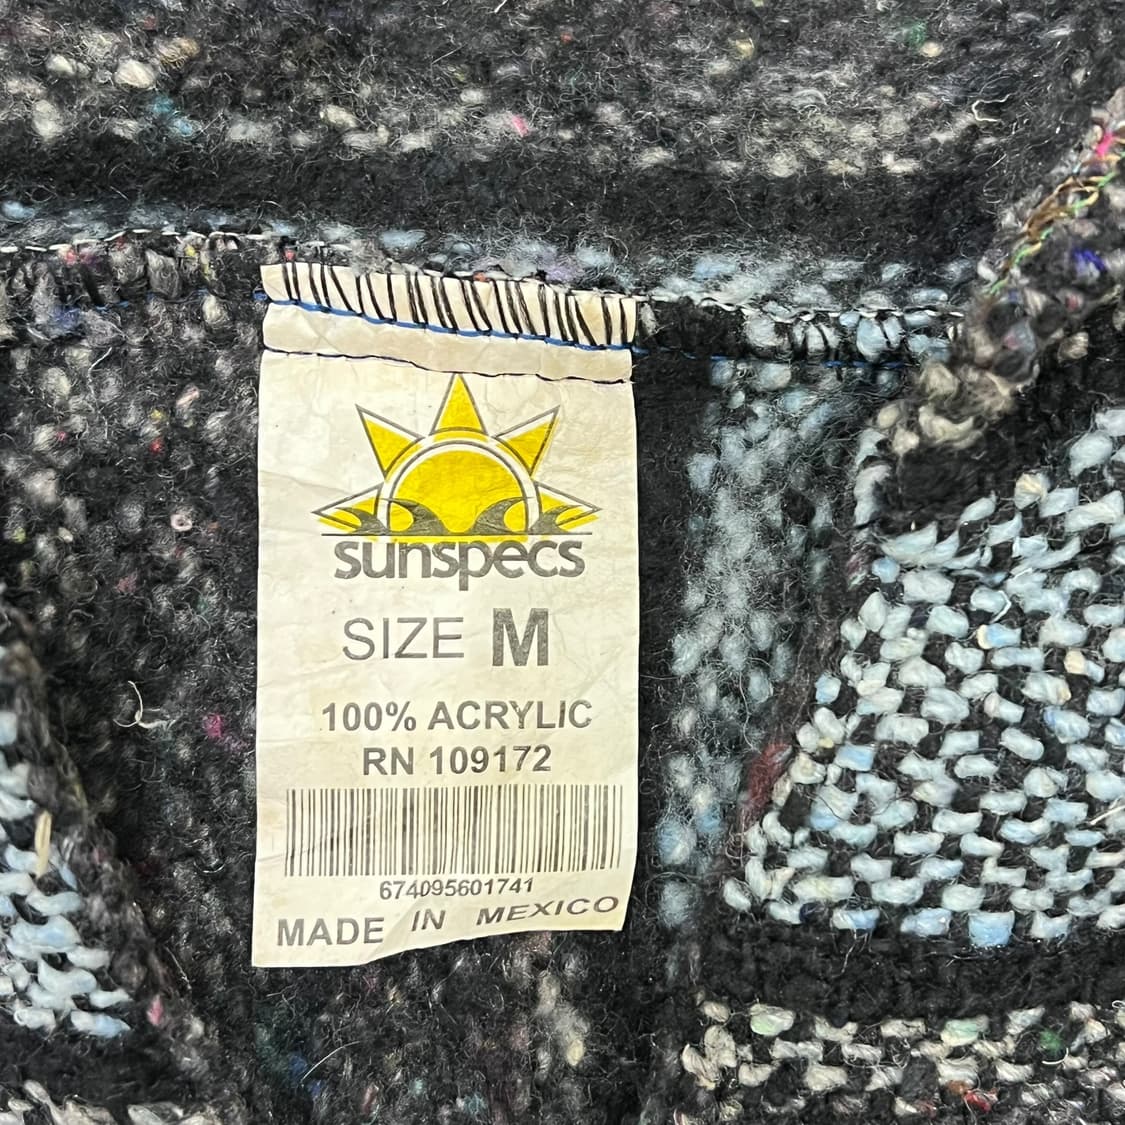 sunspecs
SIZE M
100% ACRYLIC
RN 109172
674095601741
MADE IN MEXICO